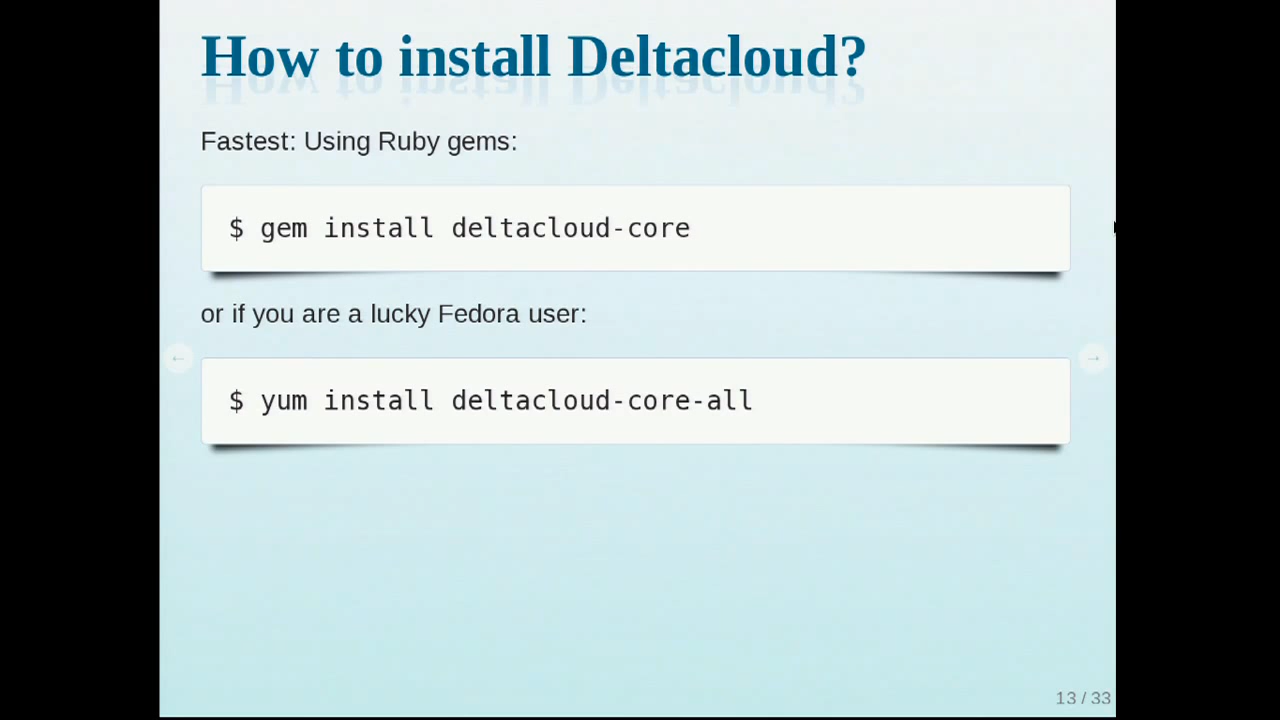 How to install Deltacloud?
Fastest: Using Ruby gems:
$ gem install deltacloud-core
or if you are a lucky Fedora user:
←
→
$ yum install deltacloud-core-all
13 / 33